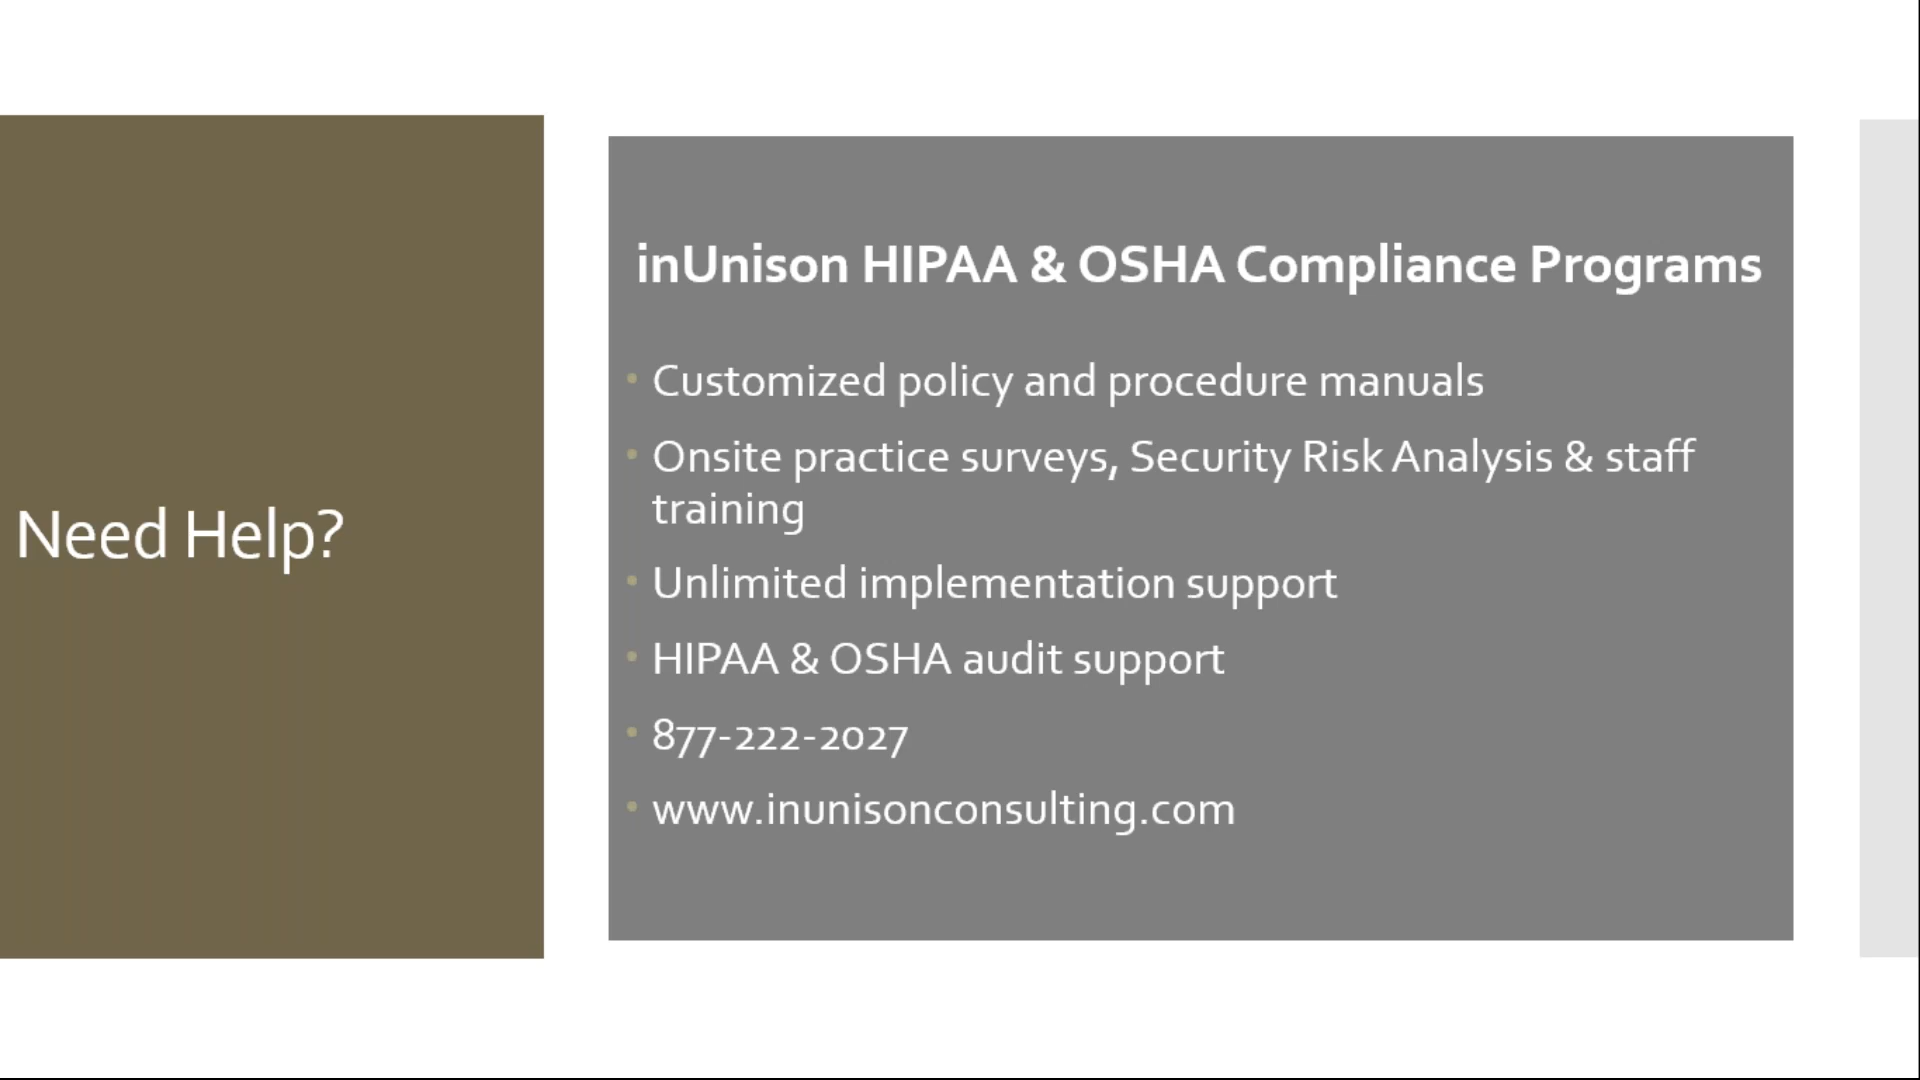 Need Help?
inUnison HIPAA & OSHA Compliance Programs
• Customized policy and procedure manuals
• Onsite practice surveys, Security Risk Analysis & staff
training
• Unlimited implementation support
• HIPAA & OSHA audit support
• 877-222-2027
• www.inunisonconsulting.com